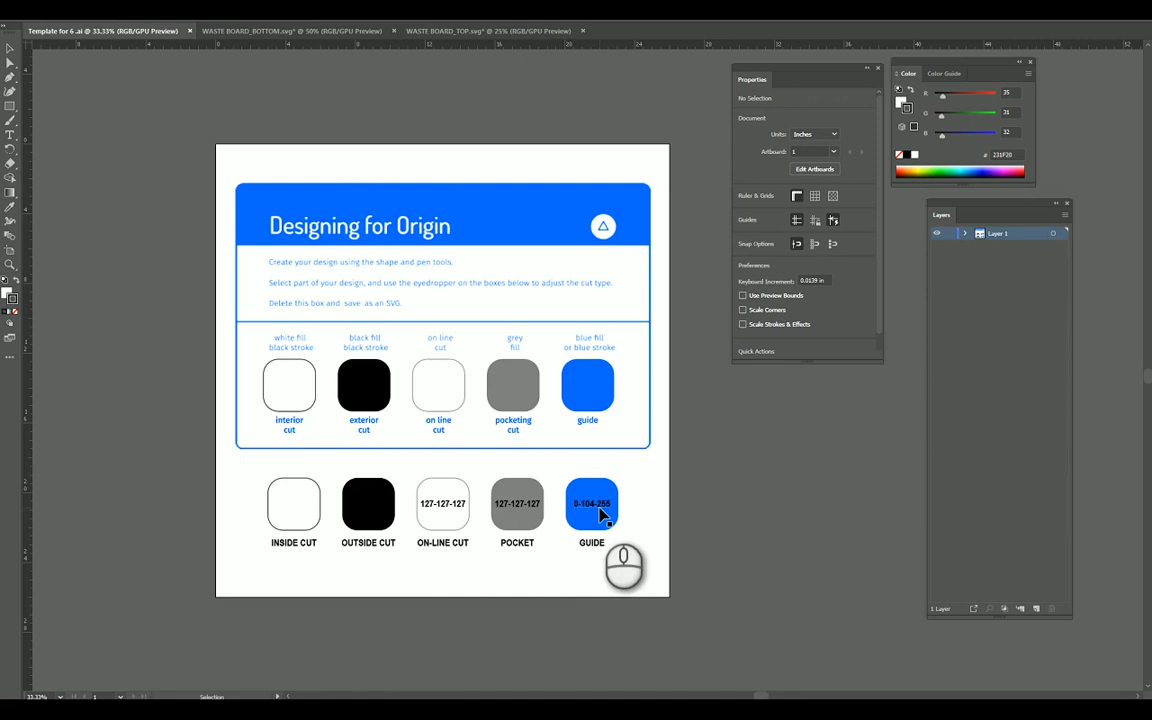 Template for 6 .ai @ 33.33% (RGB/GPU Preview)
WASTE BOARD_BOTTOM.svg* @ 50% (RGB/GPU Preview)
WASTE BOARD_TOP.svg* @ 25% (RGB/GPU Preview)
Properties
No Selection
Document
Units: Inches
Artboard: 1
Edit Artboards
Ruler & Grids
Guides
Snap Options
Preferences
Keyboard Increment: 0.0139 in
Use Preview Bounds
Scale Corners
Scale Strokes & Effects
Quick Actions
Color
Color Guide
R 35
G 31
B 32
# 231F20
Layers
Layer 1
1 Layer
Designing for Origin
Create your design using the shape and pen tools.
Select part of your design, and use the eyedropper on the boxes below to adjust the cut type.
Delete this box and save as an SVG.
white fill
black stroke
black fill
black stroke
on line
cut
grey
fill
blue fill
or blue stroke
interior
cut
exterior
cut
on line
cut
pocketing
cut
guide
127-127-127
127-127-127
0-104-255
INSIDE CUT
OUTSIDE CUT
ON-LINE CUT
POCKET
GUIDE
33.33%
1
Selection